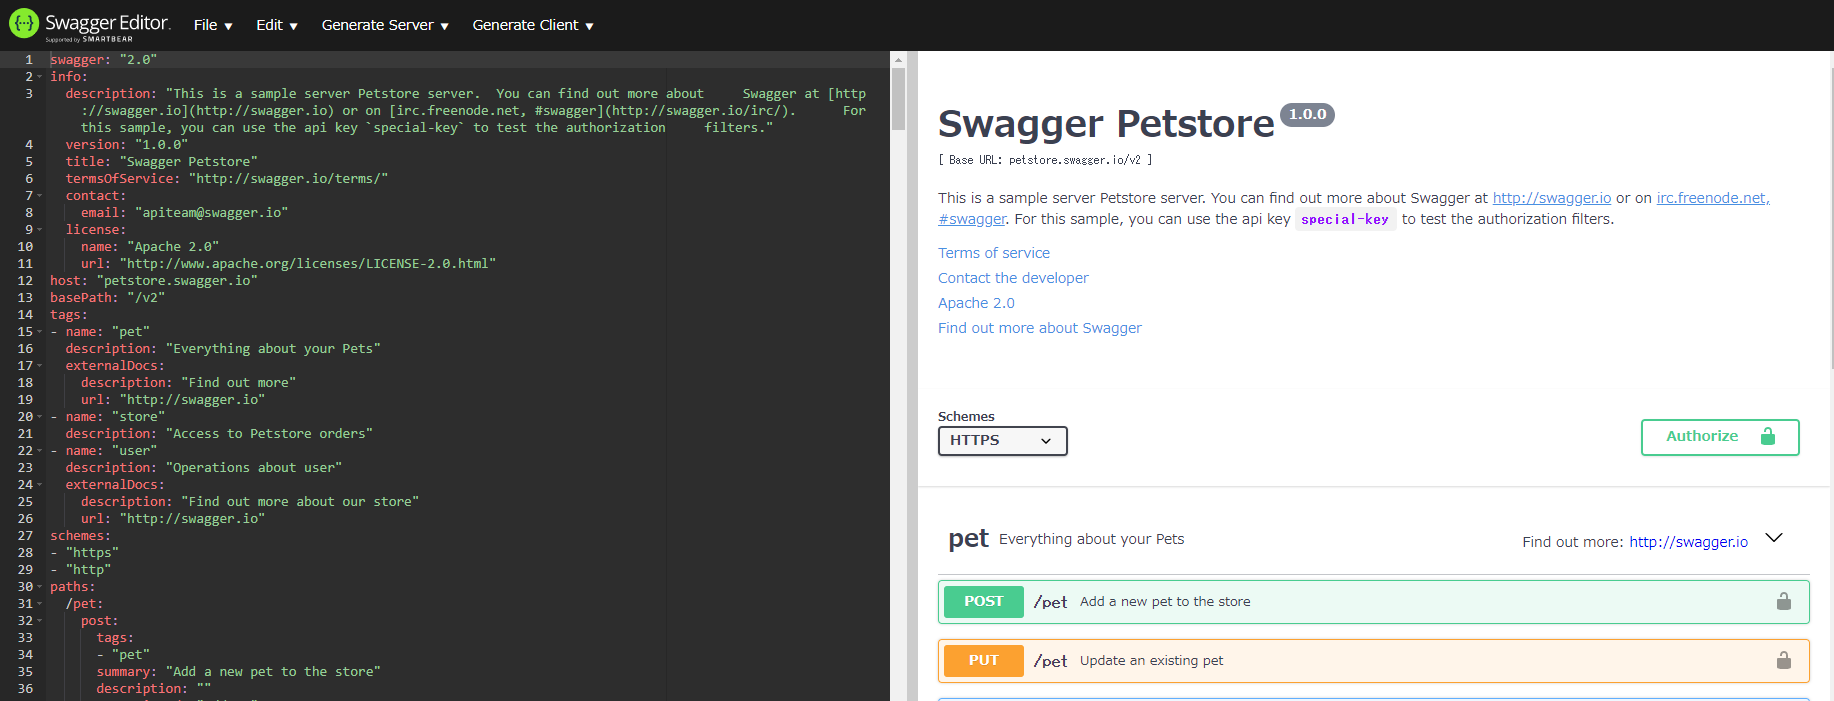 Swagger Editor.
Supported by SMARTBEAR
File ▼ Edit ▼ Generate Server ▼ Generate Client ▼
1 swagger: "2.0"
2 info:
3 description: "This is a sample server Petstore server.  You can find out more about     Swagger at [http
://swagger.io](http://swagger.io) or on [irc.freenode.net, #swagger](http://swagger.io/irc/).      For
this sample, you can use the api key `special-key` to test the authorization     filters."
4 version: "1.0.0"
5 title: "Swagger Petstore"
6 termsOfService: "http://swagger.io/terms/"
7 contact:
8 email: "apiteam@swagger.io"
9 license:
10 name: "Apache 2.0"
11 url: "http://www.apache.org/licenses/LICENSE-2.0.html"
12 host: "petstore.swagger.io"
13 basePath: "/v2"
14 tags:
15 - name: "pet"
16 description: "Everything about your Pets"
17 externalDocs:
18 description: "Find out more"
19 url: "http://swagger.io"
20 - name: "store"
21 description: "Access to Petstore orders"
22 - name: "user"
23 description: "Operations about user"
24 externalDocs:
25 description: "Find out more about our store"
26 url: "http://swagger.io"
27 schemes:
28 - "https"
29 - "http"
30 paths:
31 /pet:
32 post:
33 tags:
34 - "pet"
35 summary: "Add a new pet to the store"
36 description: ""
Swagger Petstore 1.0.0
[ Base URL: petstore.swagger.io/v2 ]
This is a sample server Petstore server. You can find out more about Swagger at http://swagger.io or on irc.freenode.net,
#swagger. For this sample, you can use the api key special-key to test the authorization filters.
Terms of service
Contact the developer
Apache 2.0
Find out more about Swagger
Schemes
HTTPS
Authorize
pet Everything about your Pets
Find out more: http://swagger.io
POST /pet Add a new pet to the store
PUT /pet Update an existing pet